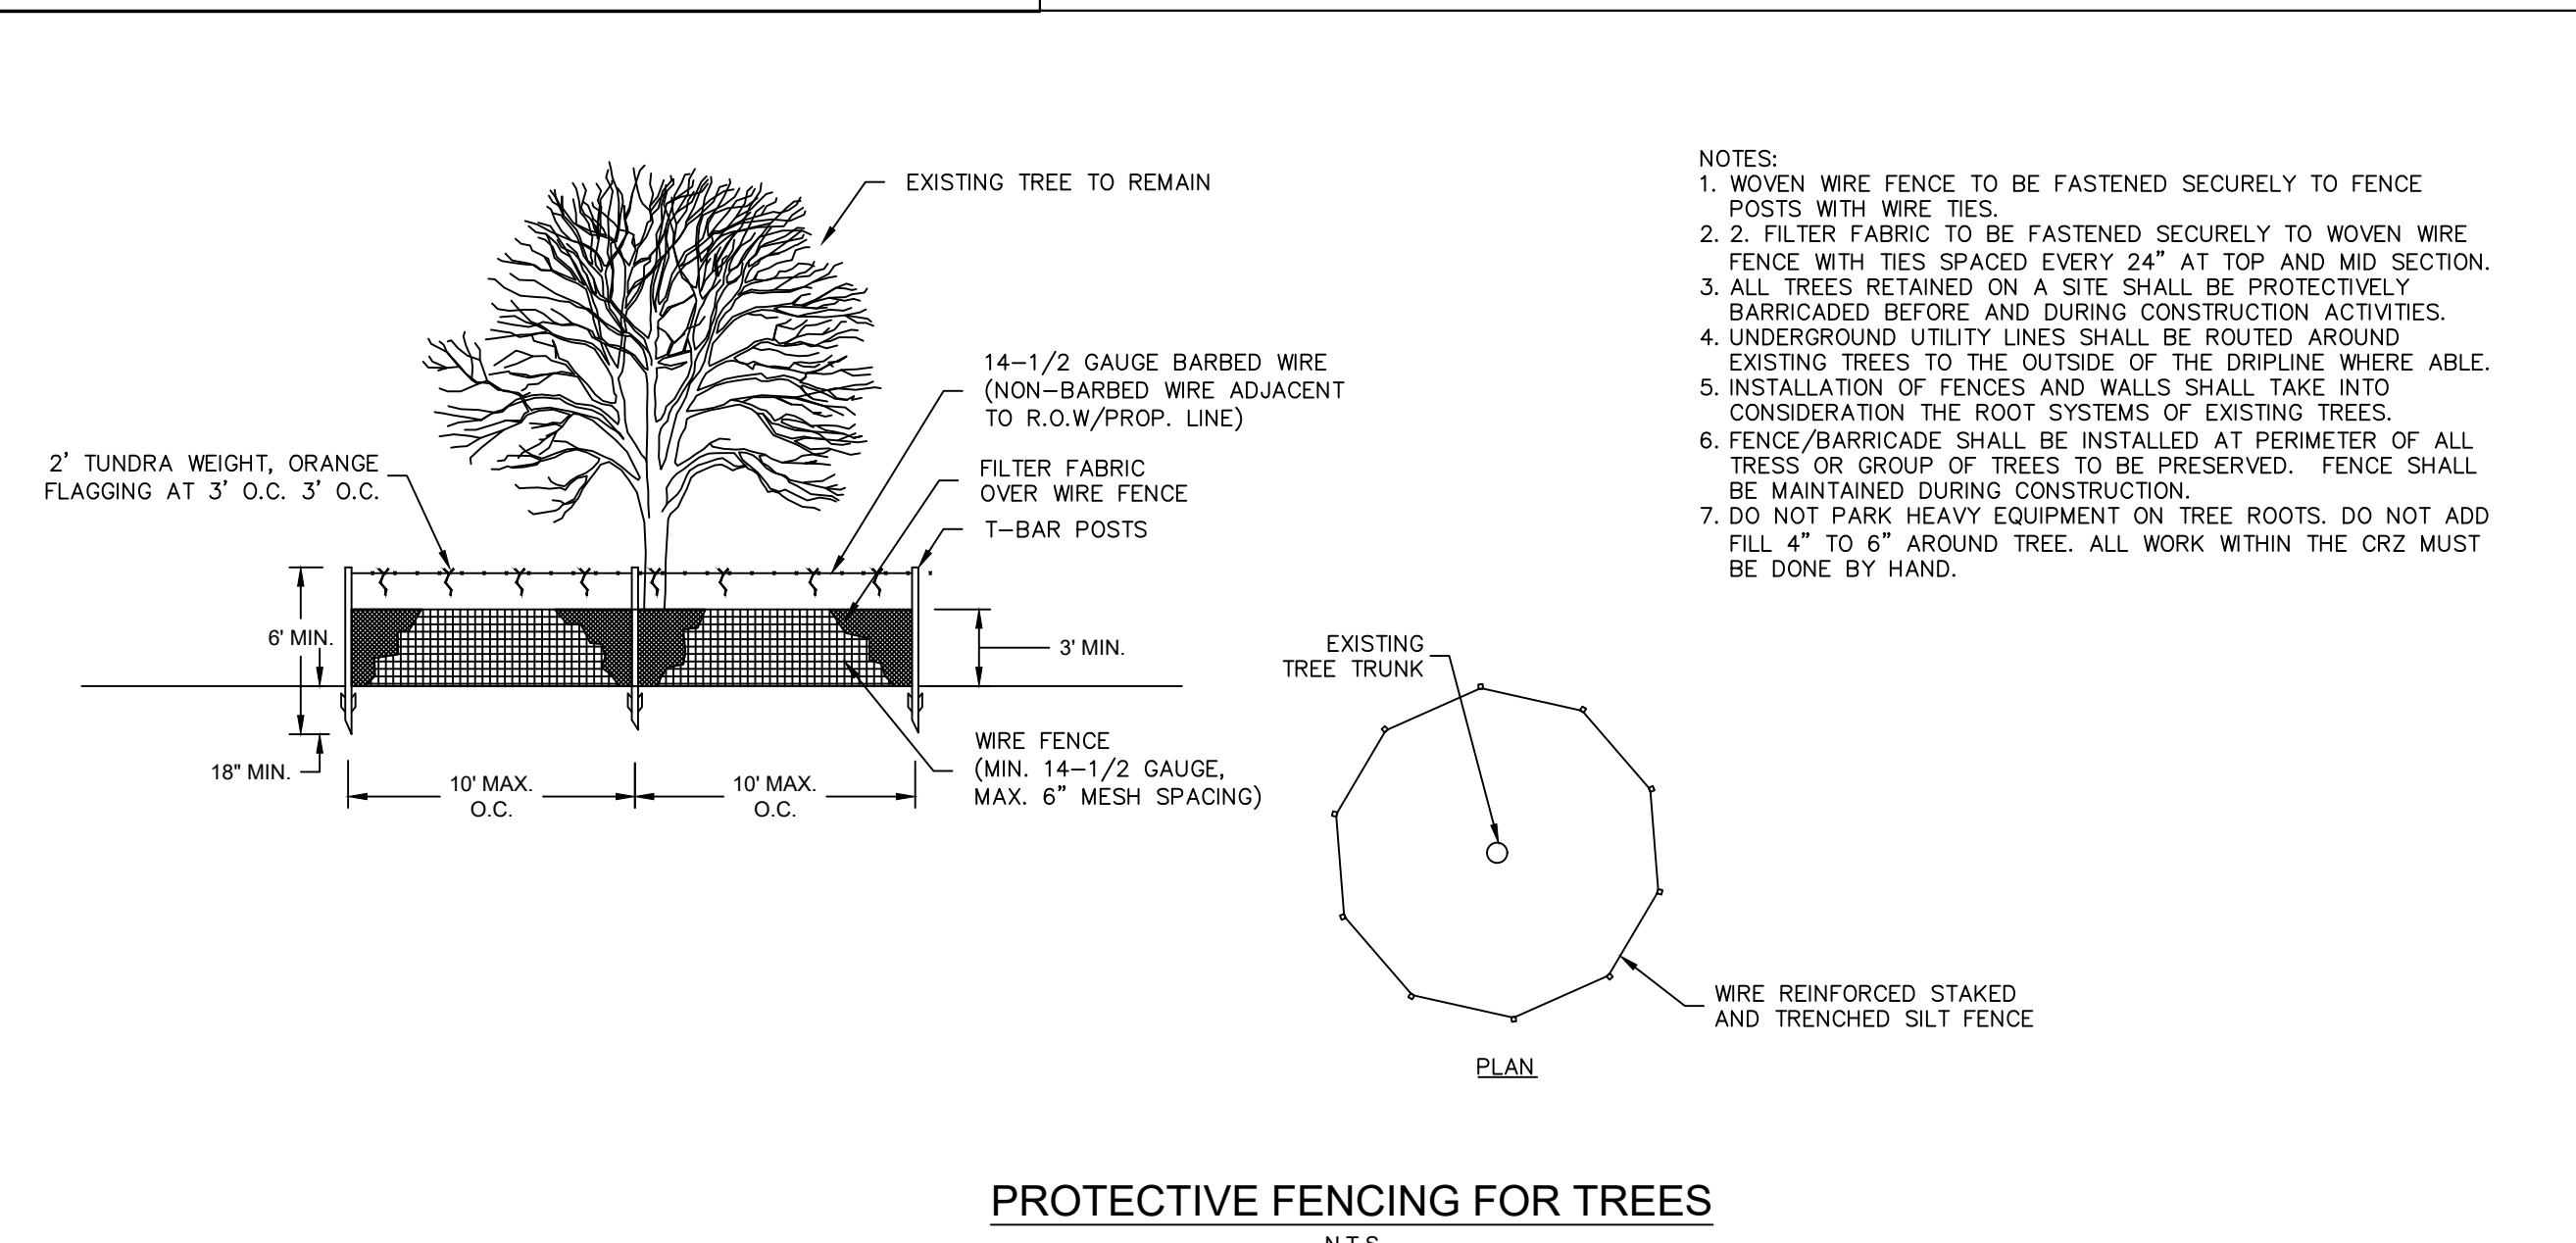 EXISTING TREE TO REMAIN
14-1/2 GAUGE BARBED WIRE
(NON-BARBED WIRE ADJACENT
TO R.O.W/PROP. LINE)
2' TUNDRA WEIGHT, ORANGE
FLAGGING AT 3' O.C. 3' O.C.
FILTER FABRIC
OVER WIRE FENCE
T-BAR POSTS
6' MIN.
3' MIN.
18" MIN.
10' MAX.
O.C.
10' MAX.
O.C.
WIRE FENCE
(MIN. 14-1/2 GAUGE,
MAX. 6" MESH SPACING)
NOTES:
1. WOVEN WIRE FENCE TO BE FASTENED SECURELY TO FENCE
POSTS WITH WIRE TIES.
2. 2. FILTER FABRIC TO BE FASTENED SECURELY TO WOVEN WIRE
FENCE WITH TIES SPACED EVERY 24" AT TOP AND MID SECTION.
3. ALL TREES RETAINED ON A SITE SHALL BE PROTECTIVELY
BARRICADED BEFORE AND DURING CONSTRUCTION ACTIVITIES.
4. UNDERGROUND UTILITY LINES SHALL BE ROUTED AROUND
EXISTING TREES TO THE OUTSIDE OF THE DRIPLINE WHERE ABLE.
5. INSTALLATION OF FENCES AND WALLS SHALL TAKE INTO
CONSIDERATION THE ROOT SYSTEMS OF EXISTING TREES.
6. FENCE/BARRICADE SHALL BE INSTALLED AT PERIMETER OF ALL
TRESS OR GROUP OF TREES TO BE PRESERVED. FENCE SHALL
BE MAINTAINED DURING CONSTRUCTION.
7. DO NOT PARK HEAVY EQUIPMENT ON TREE ROOTS. DO NOT ADD
FILL 4" TO 6" AROUND TREE. ALL WORK WITHIN THE CRZ MUST
BE DONE BY HAND.
EXISTING
TREE TRUNK
WIRE REINFORCED STAKED
AND TRENCHED SILT FENCE
PLAN
PROTECTIVE FENCING FOR TREES
N.T.S.